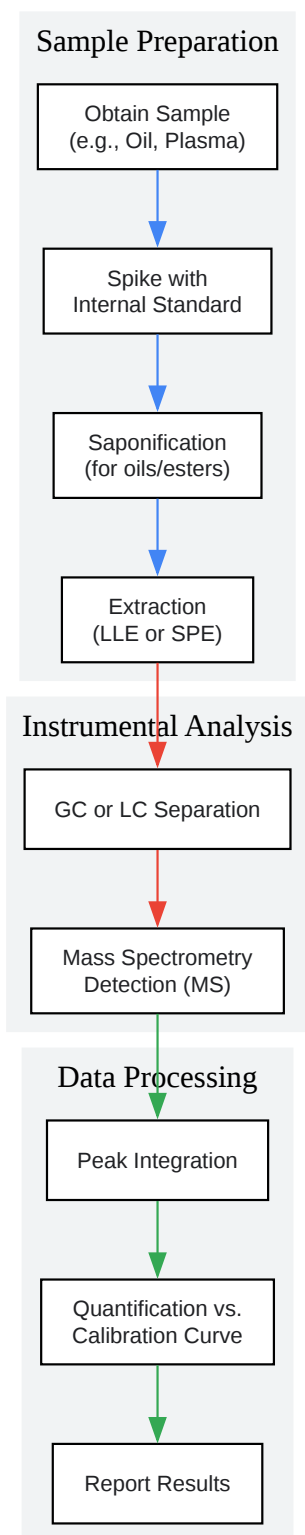 Sample Preparation
Obtain Sample
(e.g., Oil, Plasma)
Spike with
Internal Standard
Saponification
(for oils/esters)
Extraction
(LLE or SPE)
Instrumental Analysis
GC or LC Separation
Mass Spectrometry
Detection (MS)
Data Processing
Peak Integration
Quantification vs.
Calibration Curve
Report Results